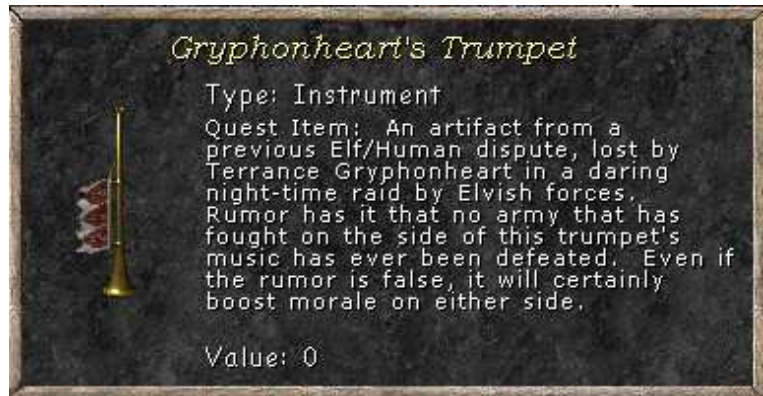 Gryphonheart's Trumpet
Type: Instrument
Quest Item:  An artifact from a
previous Elf/Human dispute, lost by
Terrance Gryphonheart in a daring
night-time raid by Elvish forces.
Rumor has it that no army that has
fought on the side of this trumpet's
music has ever been defeated.  Even if
the rumor is false, it will certainly
boost morale on either side.
Value: 0